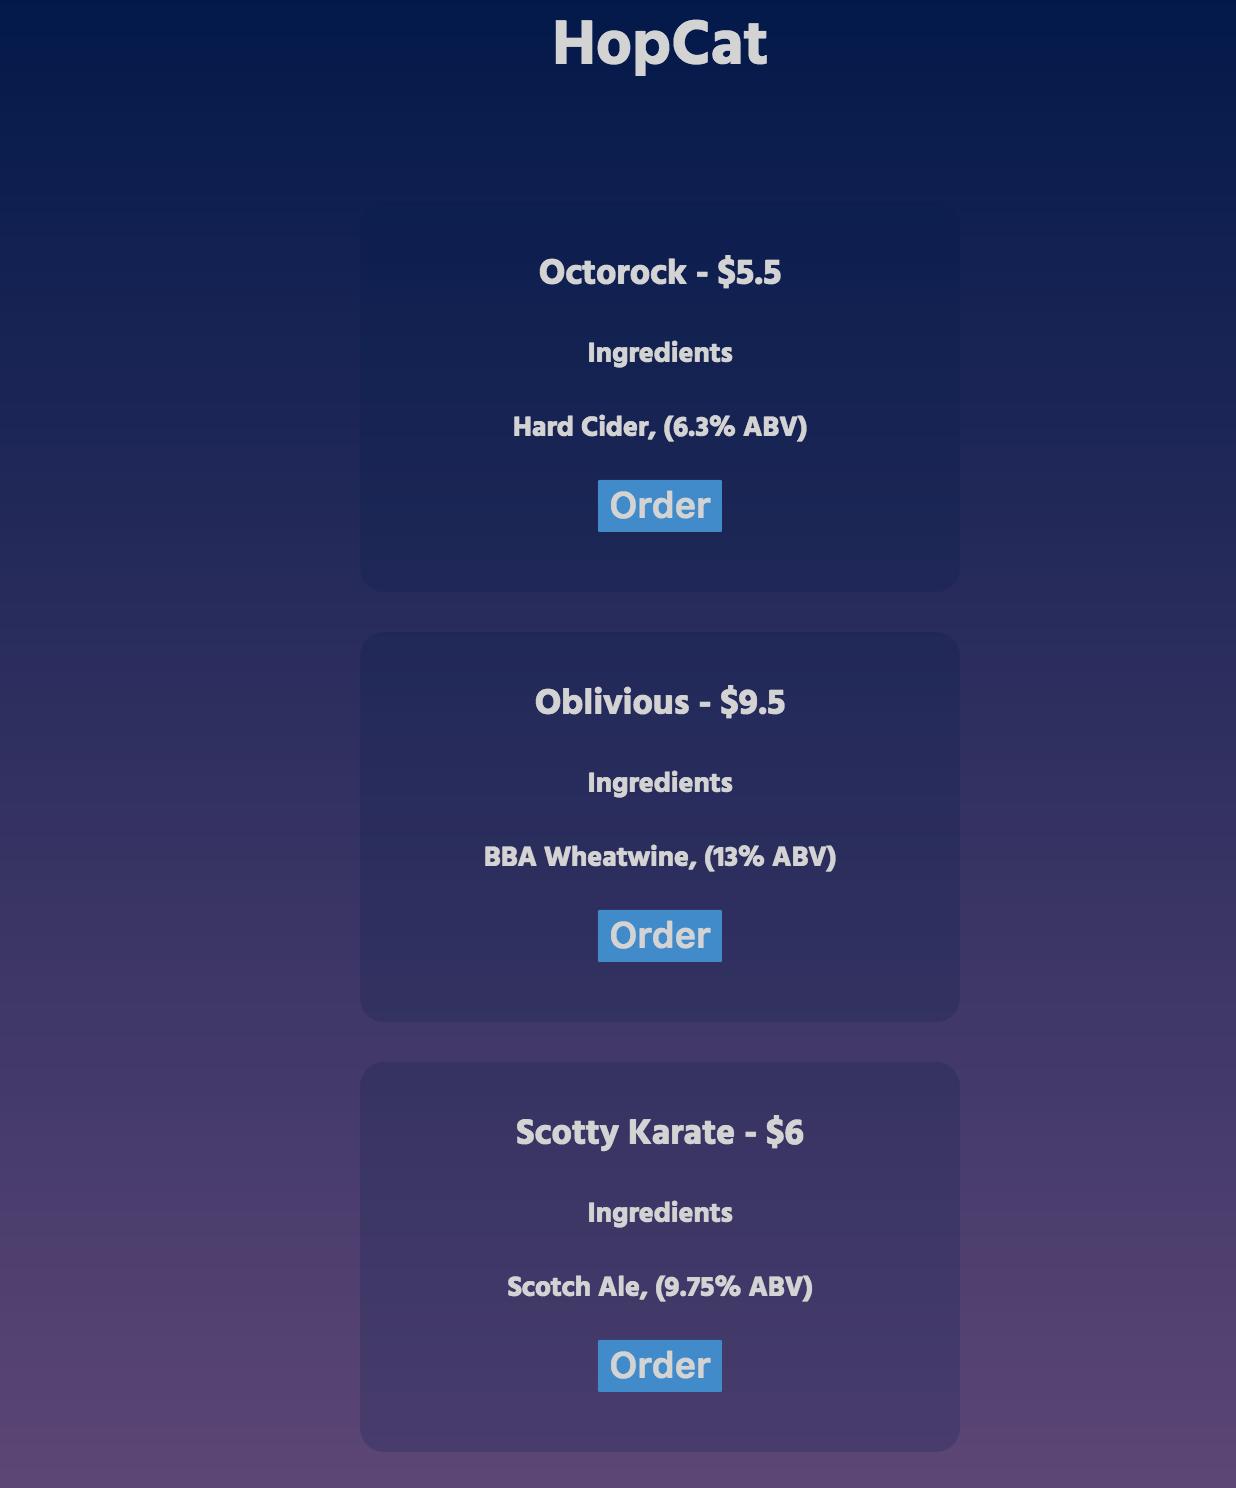 HopCat
Octorock - $5.5
Ingredients
Hard Cider, (6.3% ABV)
Order
Oblivious - $9.5
Ingredients
BBA Wheatwine, (13% ABV)
Order
Scotty Karate - $6
Ingredients
Scotch Ale, (9.75% ABV)
Order